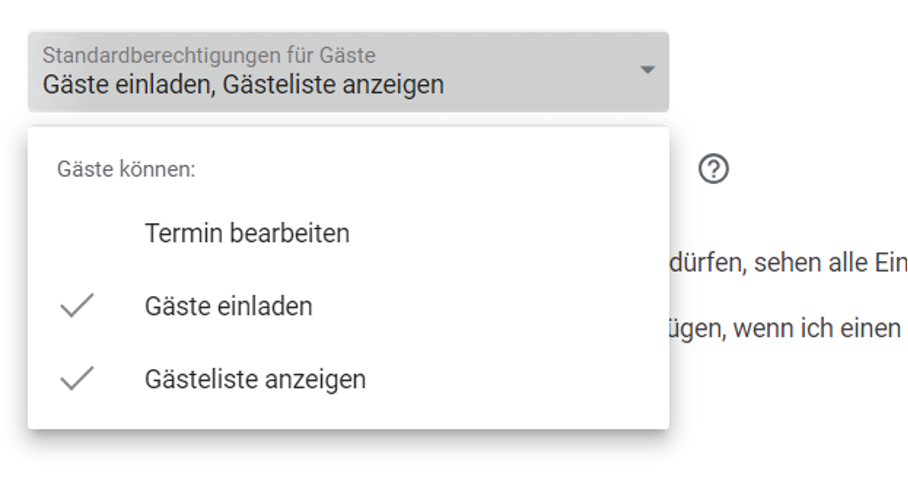 Standardberechtigungen für Gäste
Gäste einladen, Gästeliste anzeigen
Gäste können:
Termin bearbeiten
dürfen, sehen alle Ein
Gäste einladen
ügen, wenn ich einen
Gästeliste anzeigen